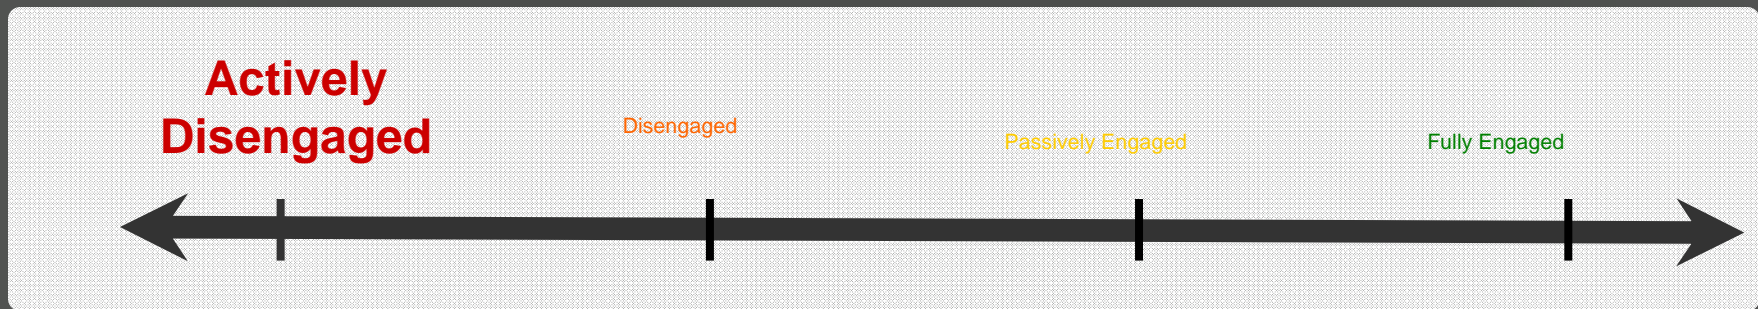 Actively
Disengaged
Disengaged
Passively Engaged
Fully Engaged